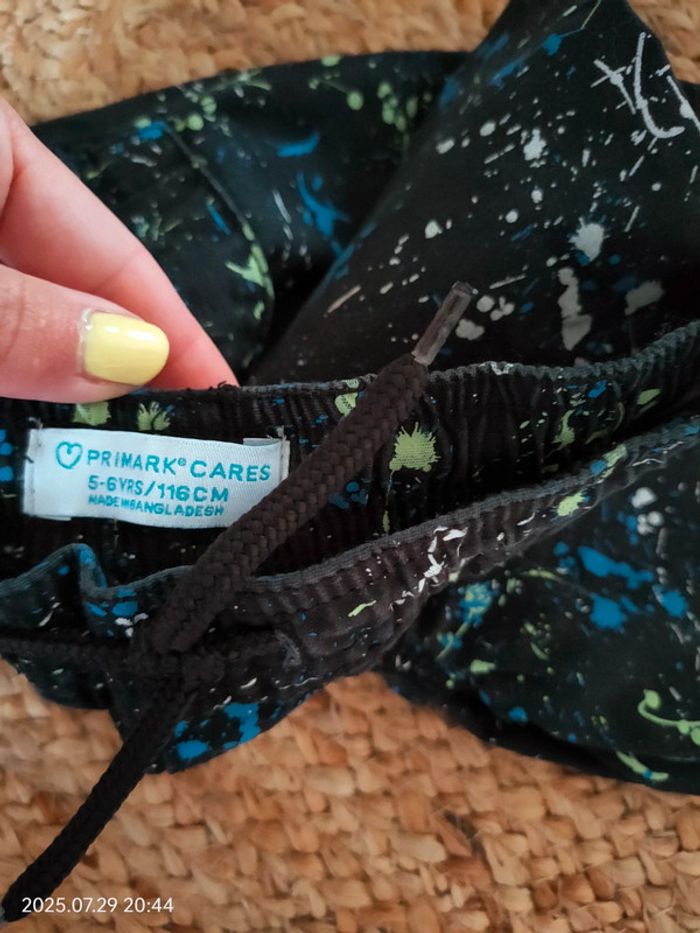 PRIMARK® CARES
5-6YRS/116CM
MADE IN BANGLADESH
2025.07.29 20:44